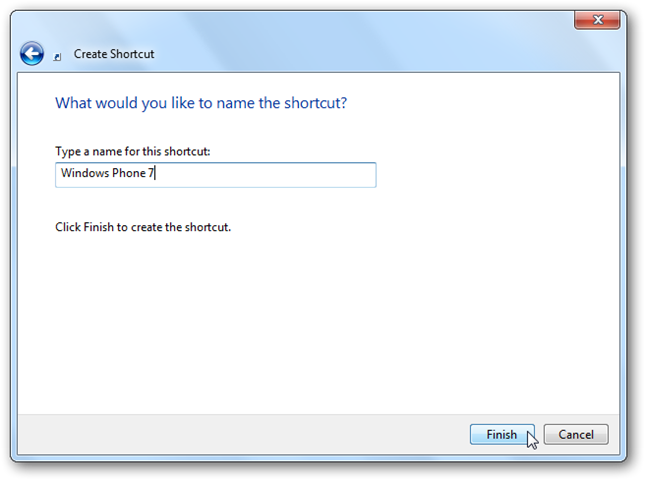 Create Shortcut
What would you like to name the shortcut?
Type a name for this shortcut:
Windows Phone 7
Click Finish to create the shortcut.
Finish
Cancel